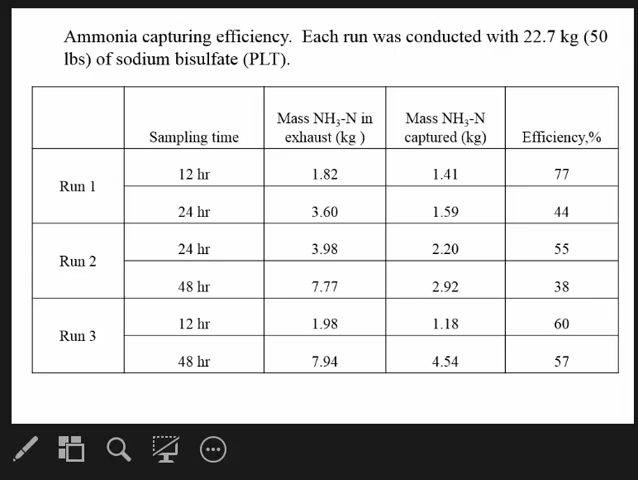 Ammonia capturing efficiency.  Each run was conducted with 22.7 kg (50
lbs) of sodium bisulfate (PLT).
Sampling time | Mass NH₃-N in exhaust (kg ) | Mass NH₃-N captured (kg) | Efficiency,%
Run 1 | 12 hr | 1.82 | 1.41 | 77
24 hr | 3.60 | 1.59 | 44
Run 2 | 24 hr | 3.98 | 2.20 | 55
48 hr | 7.77 | 2.92 | 38
Run 3 | 12 hr | 1.98 | 1.18 | 60
48 hr | 7.94 | 4.54 | 57